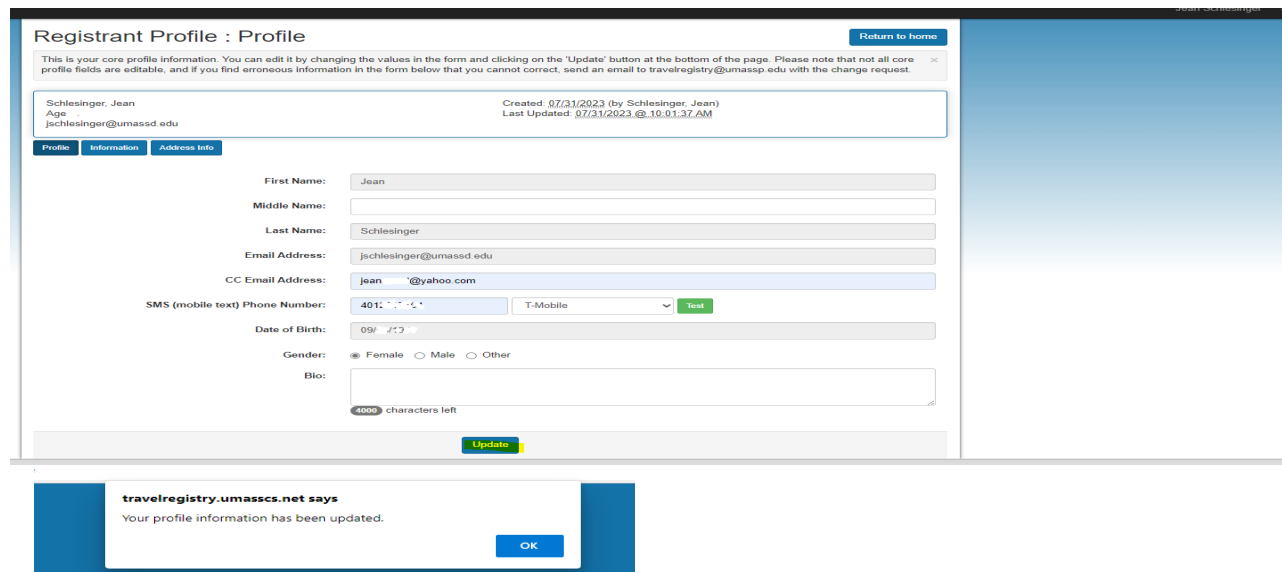 Jean Schlesinger
Registrant Profile : Profile
Return to home
This is your core profile information. You can edit it by changing the values in the form and clicking on the 'Update' button at the bottom of the page. Please note that not all core
profile fields are editable, and if you find erroneous information in the form below that you cannot correct, send an email to travelregistry@umassp.edu with the change request.
×
Schlesinger, Jean
Created: 07/31/2023 (by Schlesinger, Jean)
Age
Last Updated: 07/31/2023 @ 10:01:37 AM
jschlesinger@umassd.edu
Profile Information Address Info
First Name: Jean
Middle Name:
Last Name: Schlesinger
Email Address: jschlesinger@umassd.edu
CC Email Address: jean @yahoo.com
SMS (mobile text) Phone Number: 401 T-Mobile Test
Date of Birth: 09/
Gender: Female Male Other
Bio:
4000 characters left
Update
travelregistry.umasscs.net says
Your profile information has been updated.
OK